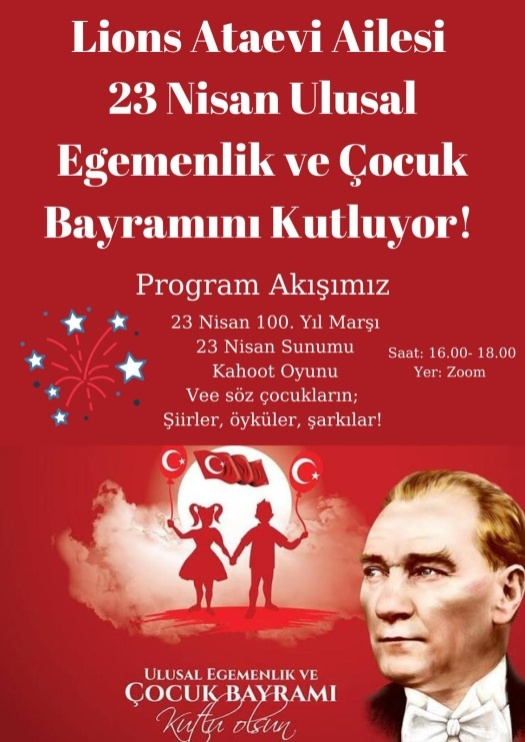 Lions Ataevi Ailesi
23 Nisan Ulusal
Egemenlik ve Çocuk
Bayramını Kutluyor!
Program Akışımız
23 Nisan 100. Yıl Marşı
23 Nisan Sunumu
Kahoot Oyunu
Vee söz çocukların;
Şiirler, öyküler, şarkılar!
Saat: 16.00- 18.00
Yer: Zoom
Ulusal Egemenlik ve
Çocuk Bayramı
Kutlu olsun